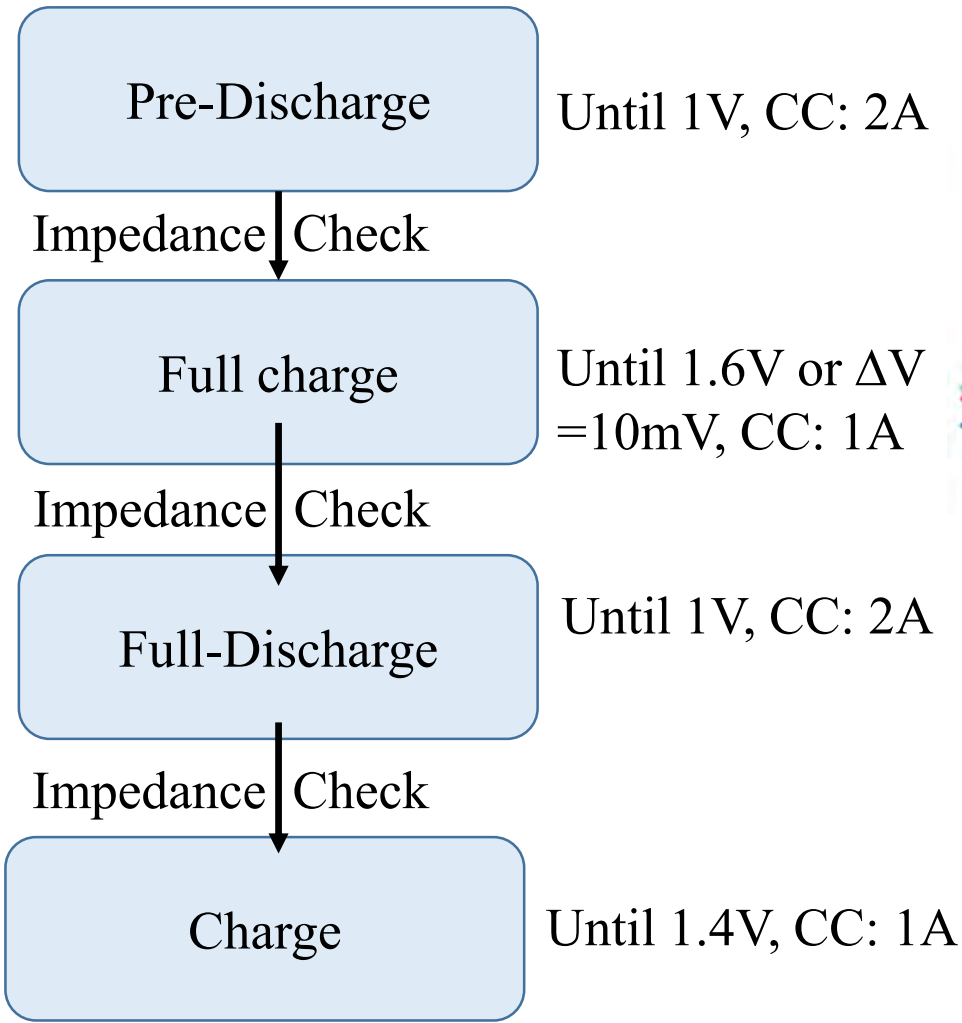 Pre-Discharge
Until 1V, CC: 2A
Impedance Check
Full charge
Until 1.6V or ΔV
=10mV, CC: 1A
Impedance Check
Full-Discharge
Until 1V, CC: 2A
Impedance Check
Charge
Until 1.4V, CC: 1A